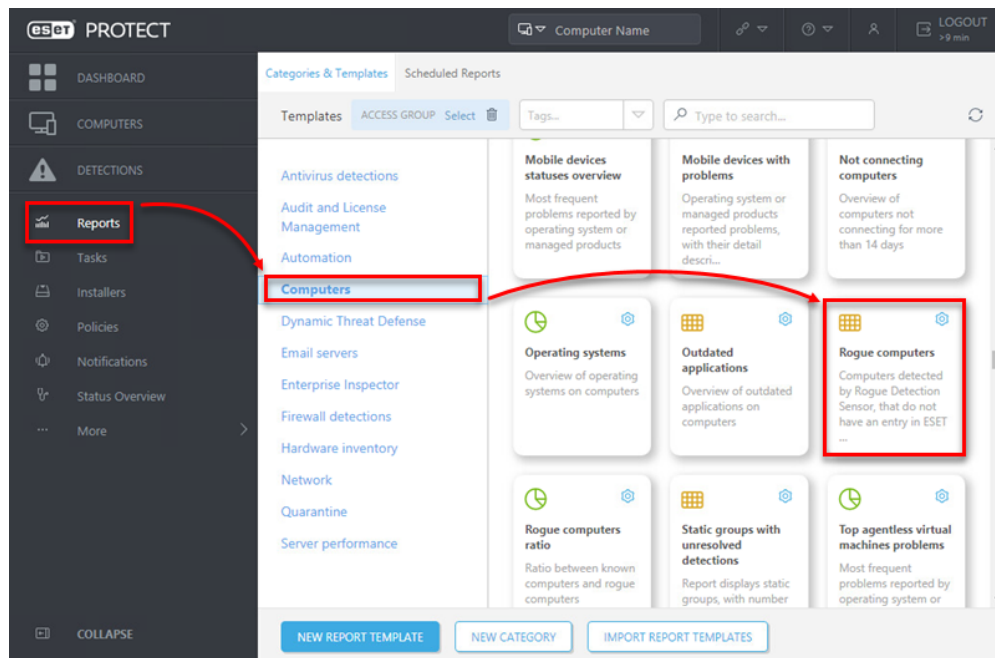 eset PROTECT
Computer Name
LOGOUT
>9 min
DASHBOARD
COMPUTERS
DETECTIONS
Reports
Tasks
Installers
Policies
Notifications
Status Overview
More
COLLAPSE
Categories & Templates
Scheduled Reports
Templates
ACCESS GROUP Select
Tags...
Type to search...
Antivirus detections
Audit and License
Management
Automation
Computers
Dynamic Threat Defense
Email servers
Enterprise Inspector
Firewall detections
Hardware inventory
Network
Quarantine
Server performance
Mobile devices
statuses overview
Most frequent
problems reported by
operating system or
managed products
Mobile devices with
problems
Operating system or
managed products
reported problems,
with their detail
descri...
Not connecting
computers
Overview of
computers not
connecting for more
than 14 days
Operating systems
Overview of operating
systems on computers
Outdated
applications
Overview of outdated
applications on
computers
Rogue computers
Computers detected
by Rogue Detection
Sensor, that do not
have an entry in ESET
...
Rogue computers
ratio
Ratio between known
computers and rogue
computers
Static groups with
unresolved
detections
Report displays static
groups, with number
Top agentless virtual
machines problems
Most frequent
problems reported by
operating system or
NEW REPORT TEMPLATE
NEW CATEGORY
IMPORT REPORT TEMPLATES